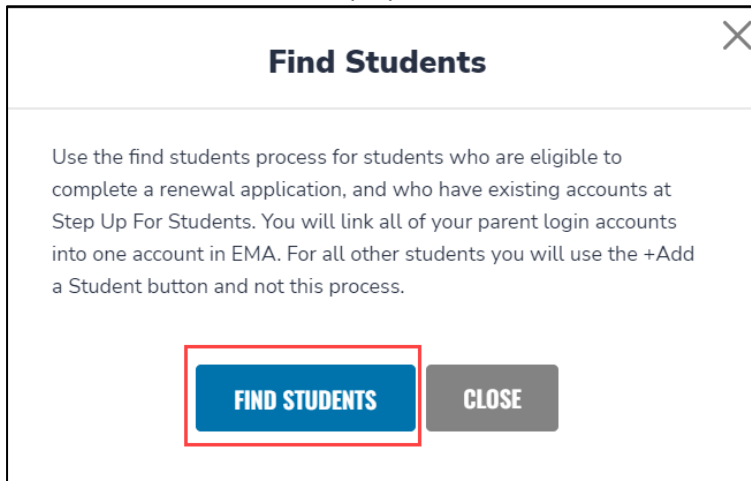 Find Students
Use the find students process for students who are eligible to
complete a renewal application, and who have existing accounts at
Step Up For Students. You will link all of your parent login accounts
into one account in EMA. For all other students you will use the +Add
a Student button and not this process.
FIND STUDENTS
CLOSE